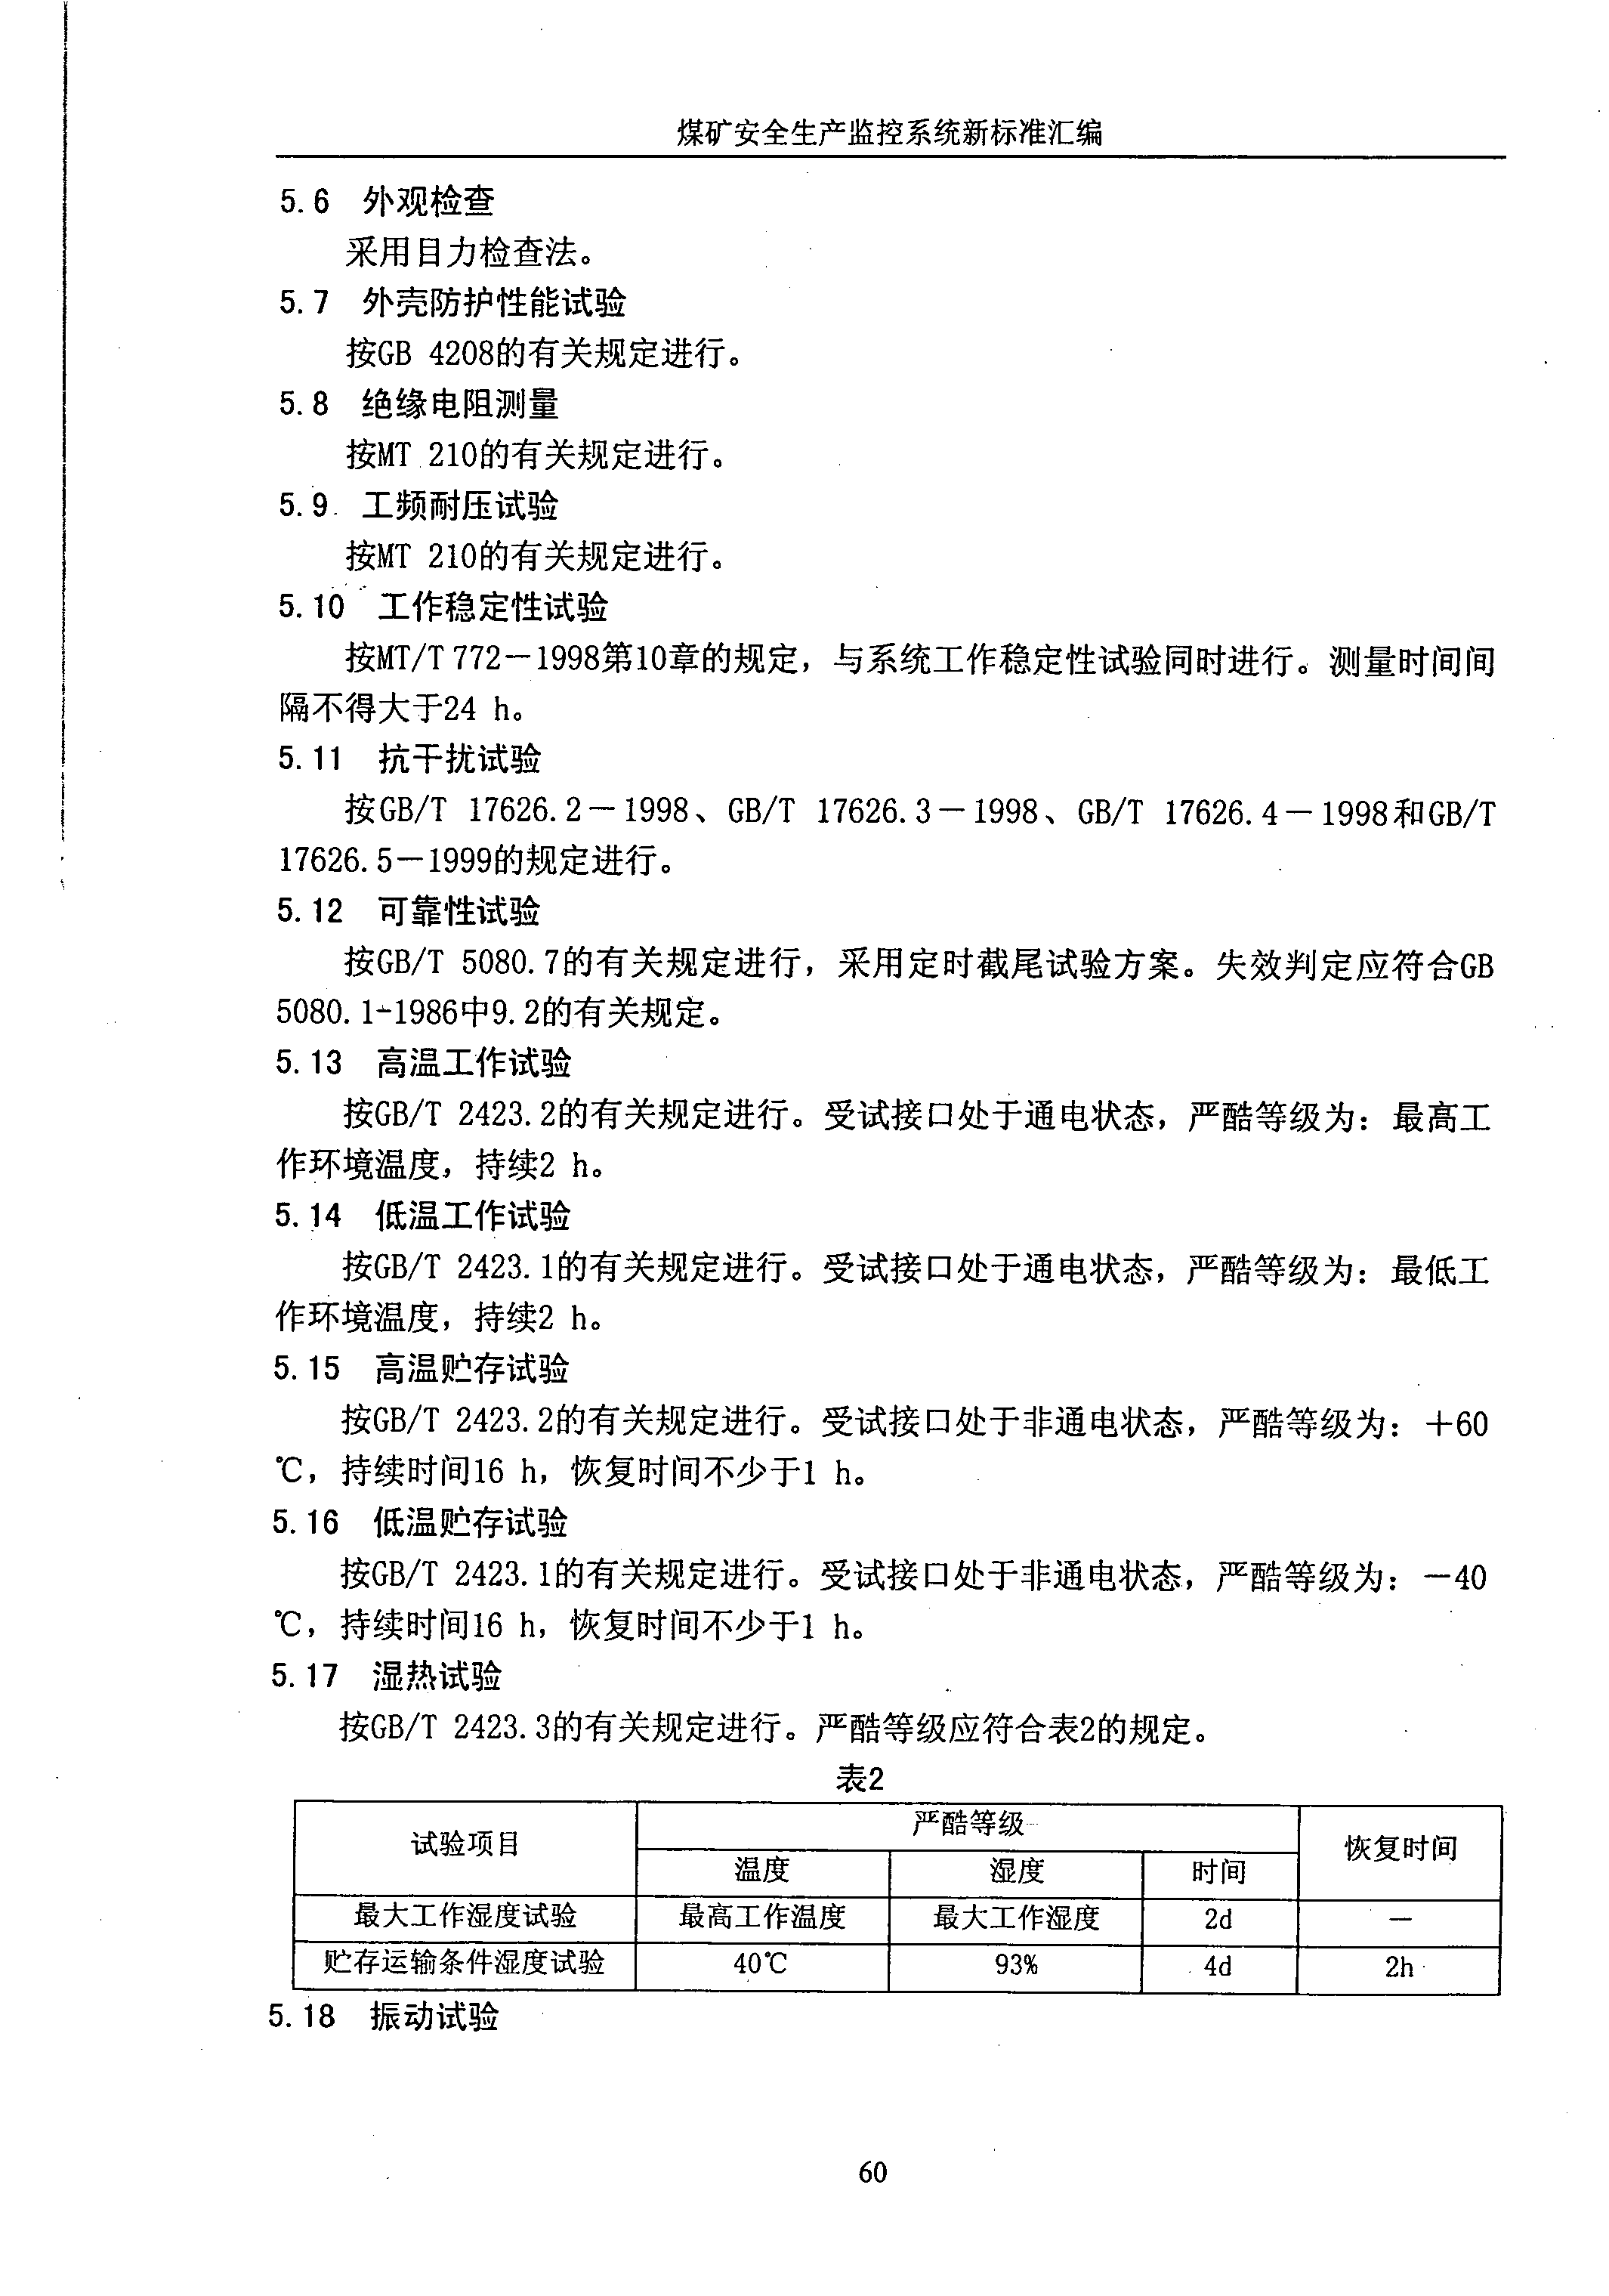 煤矿安全生产监控系统新标准汇编
5.6 外观检查
采用目力检查法。
5.7 外壳防护性能试验
按GB 4208的有关规定进行。
5.8 绝缘电阻测量
按MT 210的有关规定进行。
5.9 工频耐压试验
按MT 210的有关规定进行。
5.10 工作稳定性试验
按MT/T 772－1998第10章的规定，与系统工作稳定性试验同时进行。测量时间间
隔不得大于24 h。
5.11 抗干扰试验
按GB/T 17626.2－1998、GB/T 17626.3－1998、GB/T 17626.4－1998和GB/T
17626.5－1999的规定进行。
5.12 可靠性试验
按GB/T 5080.7的有关规定进行，采用定时截尾试验方案。失效判定应符合GB
5080.1-1986中9.2的有关规定。
5.13 高温工作试验
按GB/T 2423.2的有关规定进行。受试接口处于通电状态，严酷等级为：最高工
作环境温度，持续2 h。
5.14 低温工作试验
按GB/T 2423.1的有关规定进行。受试接口处于通电状态，严酷等级为：最低工
作环境温度，持续2 h。
5.15 高温贮存试验
按GB/T 2423.2的有关规定进行。受试接口处于非通电状态，严酷等级为：＋60
℃，持续时间16 h，恢复时间不少于1 h。
5.16 低温贮存试验
按GB/T 2423.1的有关规定进行。受试接口处于非通电状态，严酷等级为：－40
℃，持续时间16 h，恢复时间不少于1 h。
5.17 湿热试验
按GB/T 2423.3的有关规定进行。严酷等级应符合表2的规定。
表2
试验项目 严酷等级 恢复时间
温度 湿度 时间
最大工作湿度试验 最高工作温度 最大工作湿度 2d —
贮存运输条件湿度试验 40℃ 93% 4d 2h
5.18 振动试验
60